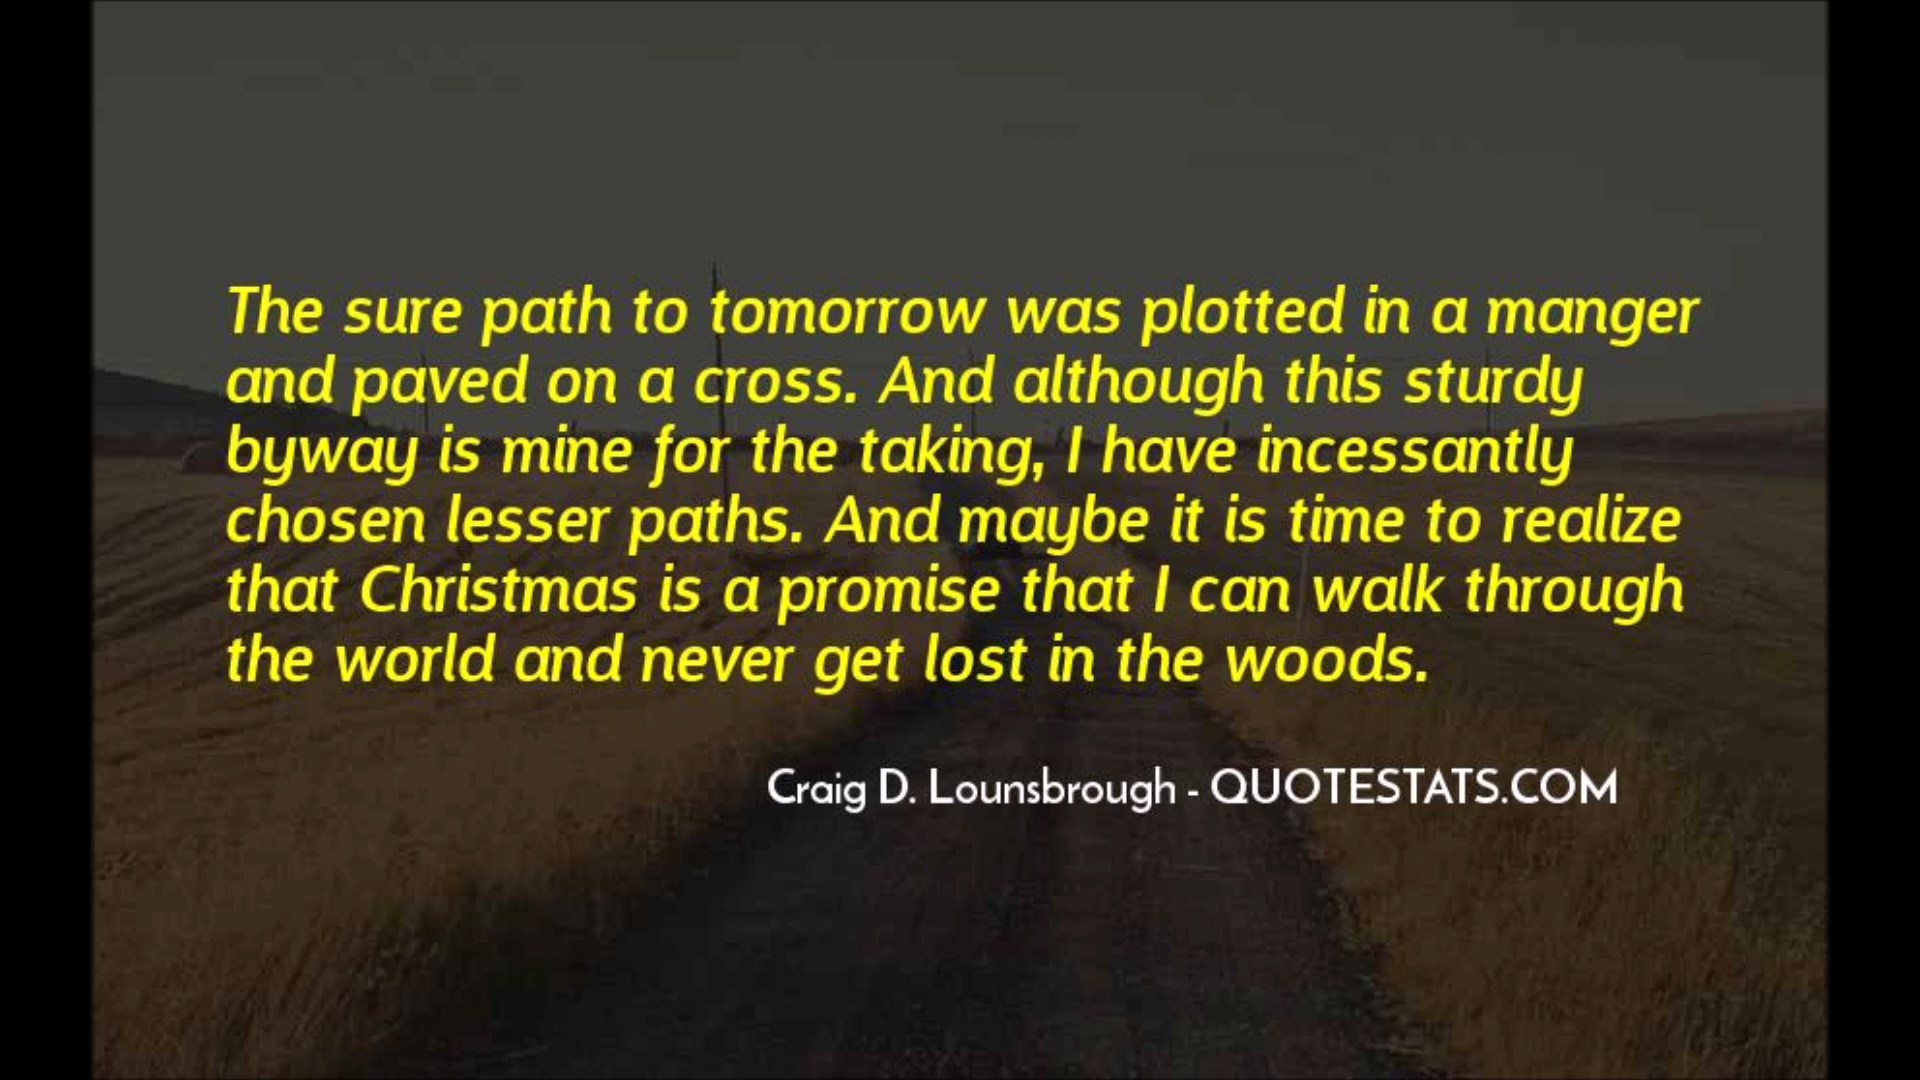 The sure path to tomorrow was plotted in a manger
and paved on a cross. And although this sturdy
byway is mine for the taking, I have incessantly
chosen lesser paths. And maybe it is time to realize
that Christmas is a promise that I can walk through
the world and never get lost in the woods.
Craig D. Lounsbrough - QUOTESTATS.COM